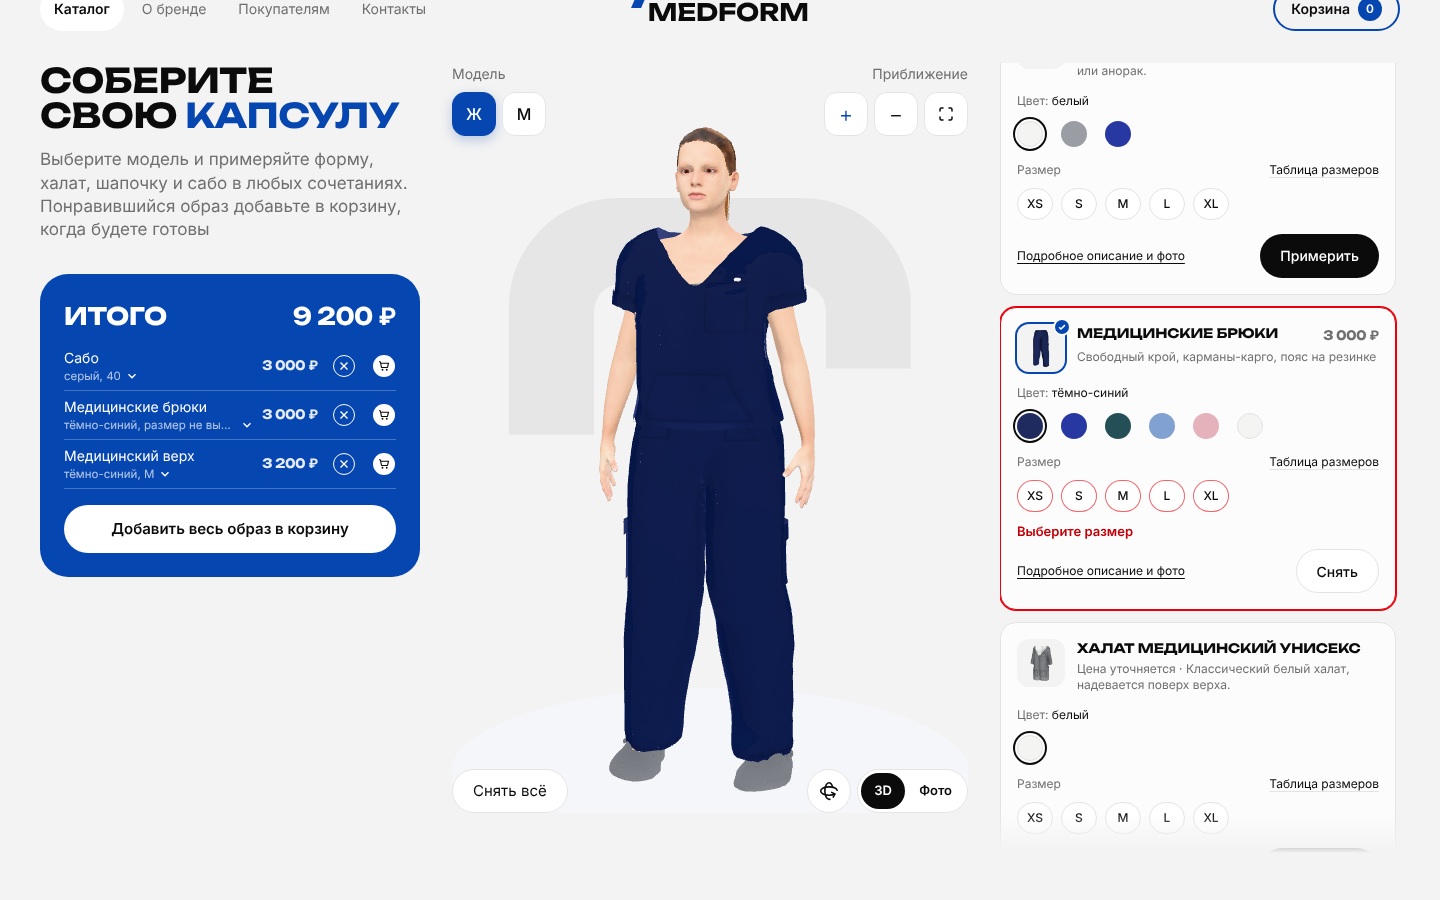 Каталог
О бренде
Покупателям
Контакты
MEDFORM
Корзина 0
СОБЕРИТЕ
СВОЮ КАПСУЛУ
Выберите модель и примеряйте форму,
халат, шапочку и сабо в любых сочетаниях.
Понравившийся образ добавьте в корзину,
когда будете готовы
ИТОГО 9 200 ₽
Сабо
серый, 40
3 000 ₽
Медицинские брюки
тёмно-синий, размер не вы...
3 000 ₽
Медицинский верх
тёмно-синий, M
3 200 ₽
Добавить весь образ в корзину
Модель
Приближение
Ж М
+ −
Снять всё
3D Фото
или анорак.
Цвет: белый
Размер
Таблица размеров
XS S M L XL
Подробное описание и фото
Примерить
МЕДИЦИНСКИЕ БРЮКИ 3 000 ₽
Свободный крой, карманы-карго, пояс на резинке
Цвет: тёмно-синий
Размер
Таблица размеров
XS S M L XL
Выберите размер
Подробное описание и фото
Снять
ХАЛАТ МЕДИЦИНСКИЙ УНИСЕКС
Цена уточняется · Классический белый халат,
надевается поверх верха.
Цвет: белый
Размер
Таблица размеров
XS S M L XL